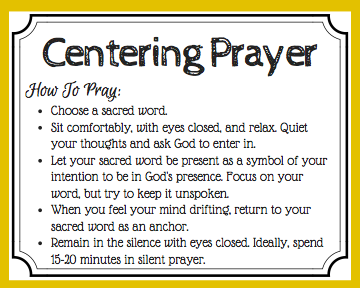 Centering Prayer
How To Pray:
• Choose a sacred word.
• Sit comfortably, with eyes closed, and relax. Quiet
your thoughts and ask God to enter in.
• Let your sacred word be present as a symbol of your
intention to be in God's presence. Focus on your
word, but try to keep it unspoken.
• When you feel your mind drifting, return to your
sacred word as an anchor.
• Remain in the silence with eyes closed. Ideally, spend
15-20 minutes in silent prayer.